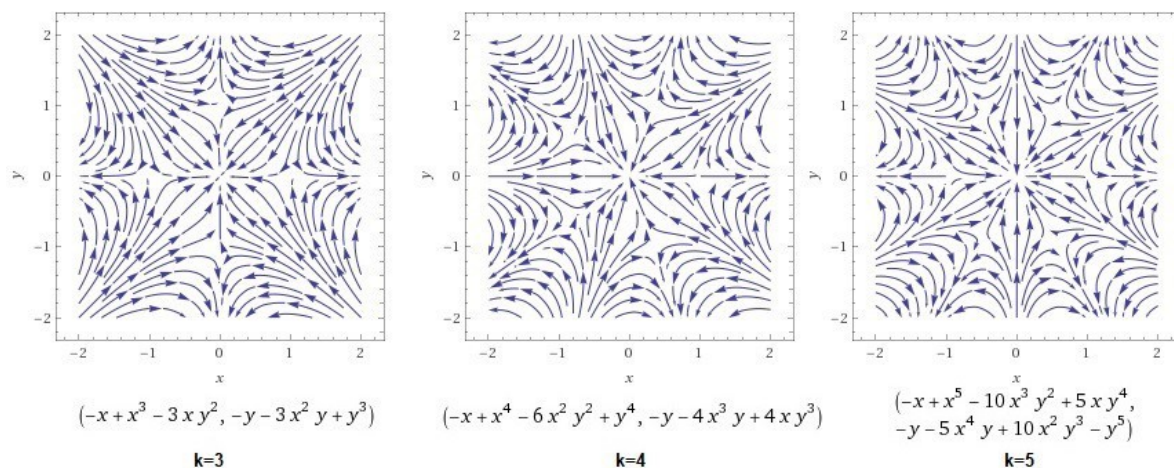 y
2
1
0
−1
−2
−2 −1 0 1 2
x
y
2
1
0
−1
−2
−2 −1 0 1 2
x
y
2
1
0
−1
−2
−2 −1 0 1 2
x
(−x + x³ − 3 x y², −y − 3 x² y + y³)
k=3
(−x + x⁴ − 6 x² y² + y⁴, −y − 4 x³ y + 4 x y³)
k=4
(−x + x⁵ − 10 x³ y² + 5 x y⁴,
−y − 5 x⁴ y + 10 x² y³ − y⁵)
k=5